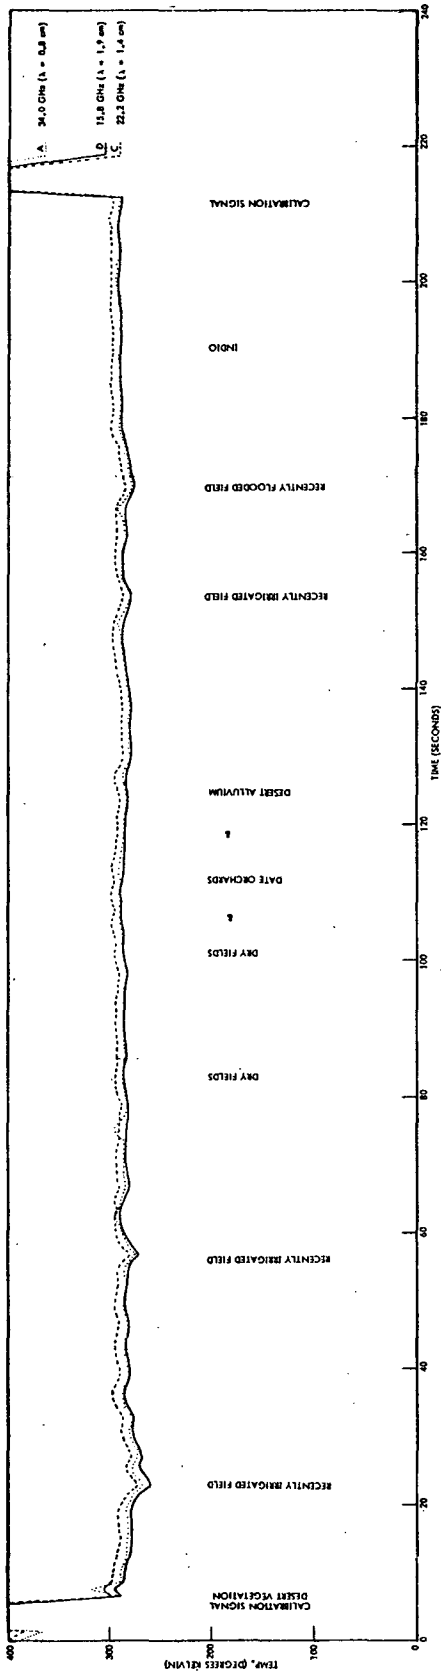 A 34.0 GHz (λ = 0.8 cm)
D 15.8 GHz (λ = 1.9 cm)
C 22.2 GHz (λ = 1.4 cm)
400
300
200
100
0
TEMP. (DEGREES KELVIN)
CALIBRATION SIGNAL
DESERT VEGETATION
RECENTLY IRRIGATED FIELD
RECENTLY IRRIGATED FIELD
DRY FIELDS
DRY FIELDS
&
DATE ORCHARDS
&
DESERT ALLUVIUM
RECENTLY IRRIGATED FIELD
RECENTLY FLOODED FIELD
INDIO
CALIBRATION SIGNAL
0
20
40
60
80
100
120
140
160
180
200
220
240
TIME (SECONDS)